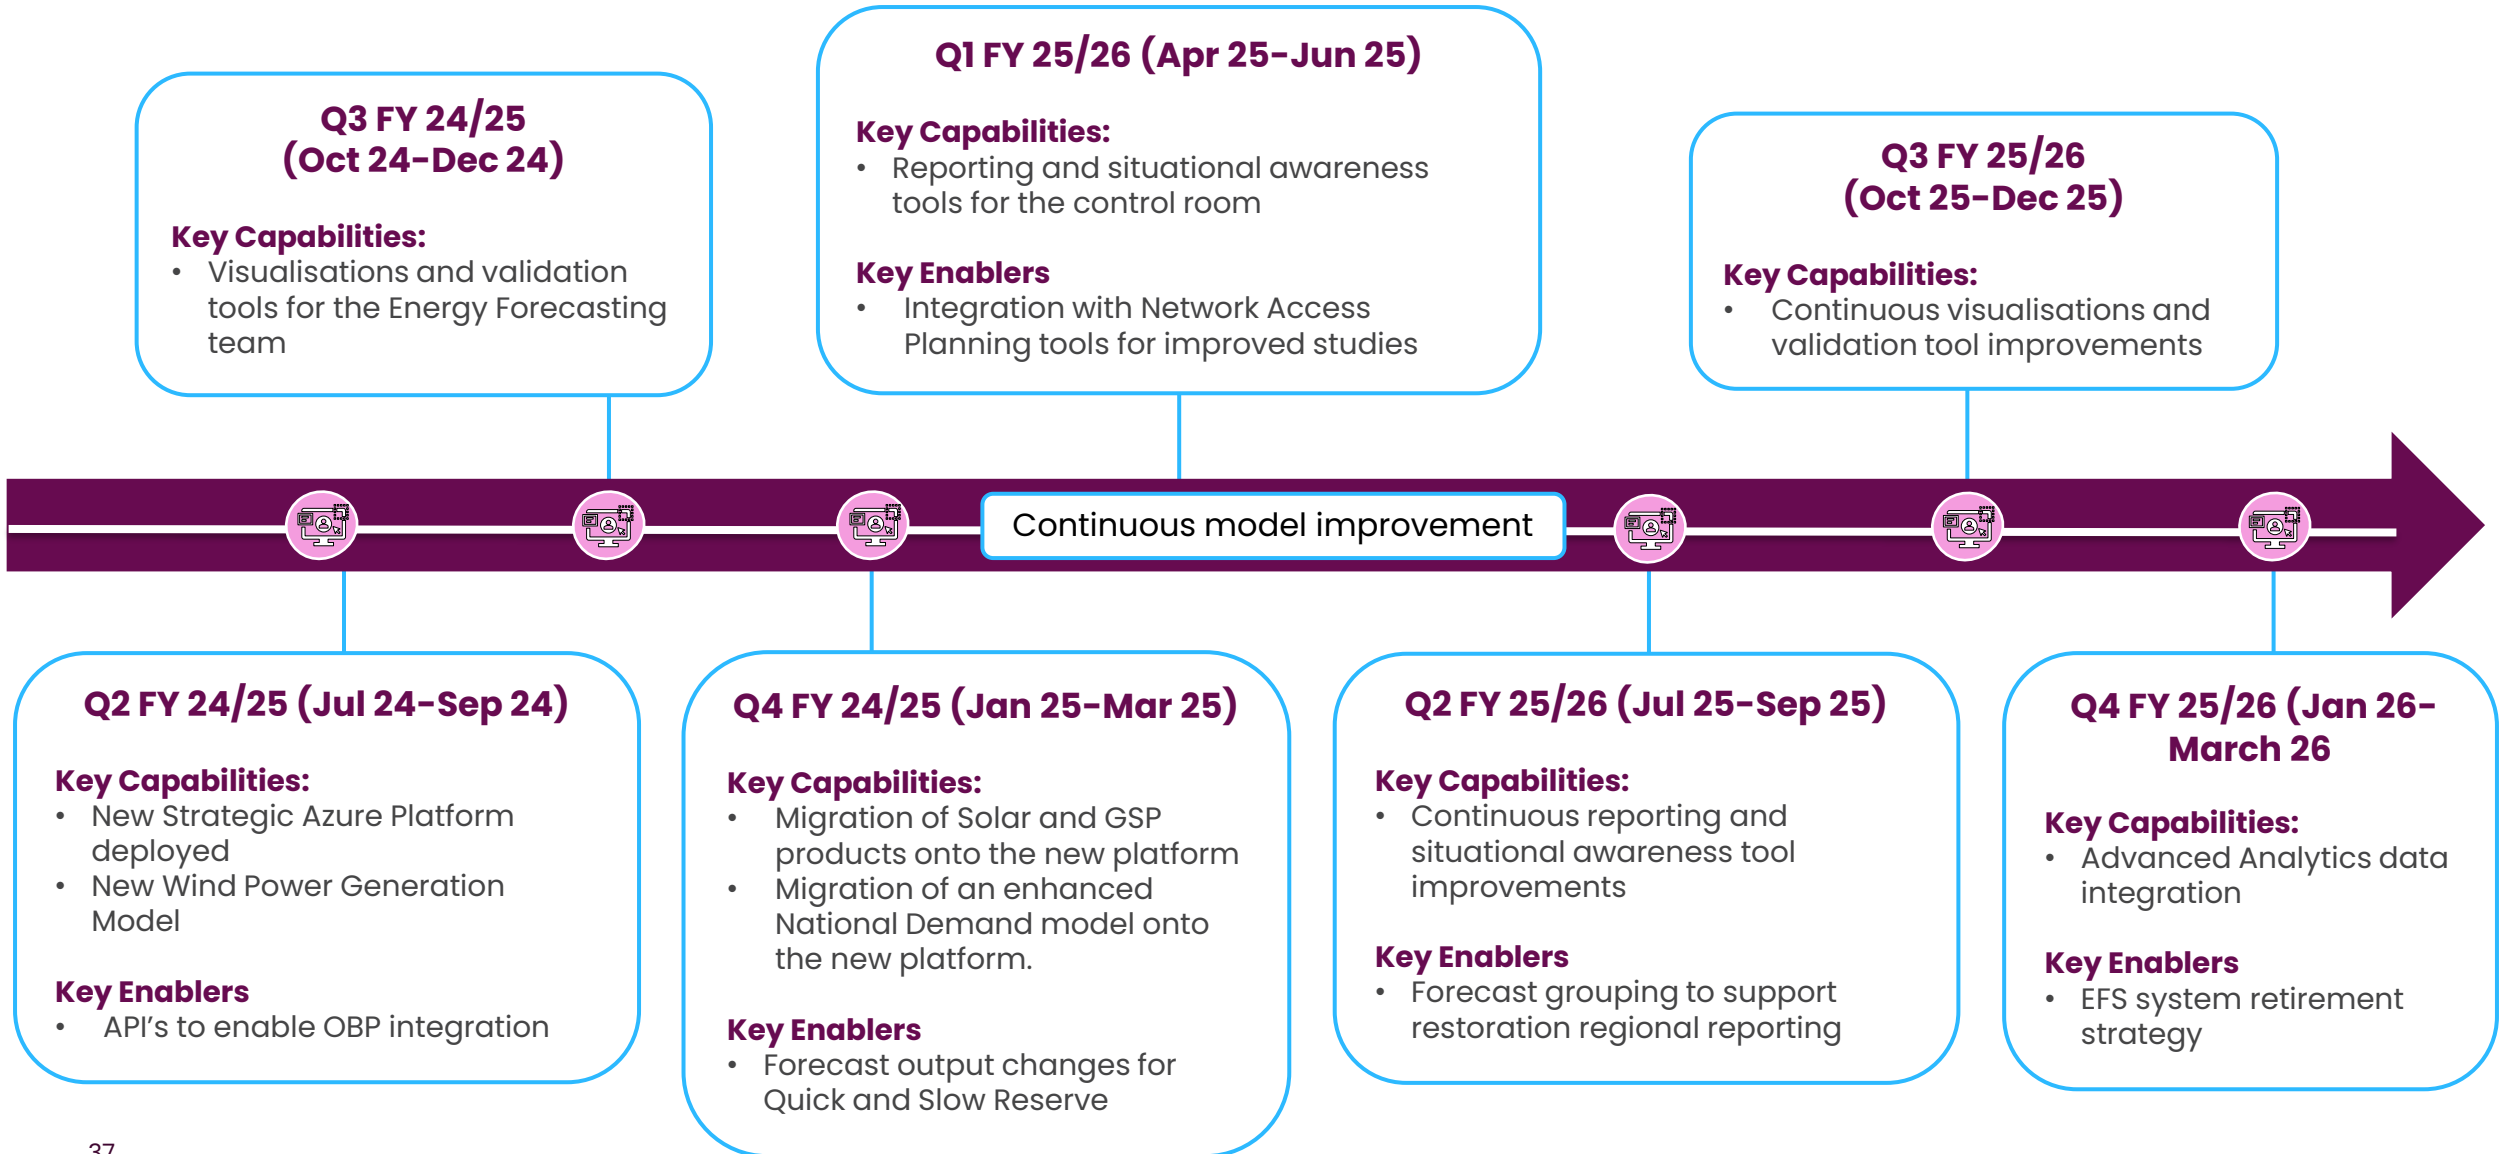 Q3 FY 24/25
(Oct 24-Dec 24)
Key Capabilities:
• Visualisations and validation
tools for the Energy Forecasting
team
Q1 FY 25/26 (Apr 25-Jun 25)
Key Capabilities:
• Reporting and situational awareness
tools for the control room
Key Enablers
• Integration with Network Access
Planning tools for improved studies
Q3 FY 25/26
(Oct 25-Dec 25)
Key Capabilities:
• Continuous visualisations and
validation tool improvements
Continuous model improvement
Q2 FY 24/25 (Jul 24-Sep 24)
Key Capabilities:
• New Strategic Azure Platform
deployed
• New Wind Power Generation
Model
Key Enablers
• API’s to enable OBP integration
Q4 FY 24/25 (Jan 25-Mar 25)
Key Capabilities:
• Migration of Solar and GSP
products onto the new platform
• Migration of an enhanced
National Demand model onto
the new platform.
Key Enablers
• Forecast output changes for
Quick and Slow Reserve
Q2 FY 25/26 (Jul 25-Sep 25)
Key Capabilities:
• Continuous reporting and
situational awareness tool
improvements
Key Enablers
• Forecast grouping to support
restoration regional reporting
Q4 FY 25/26 (Jan 26-
March 26
Key Capabilities:
• Advanced Analytics data
integration
Key Enablers
• EFS system retirement
strategy
37